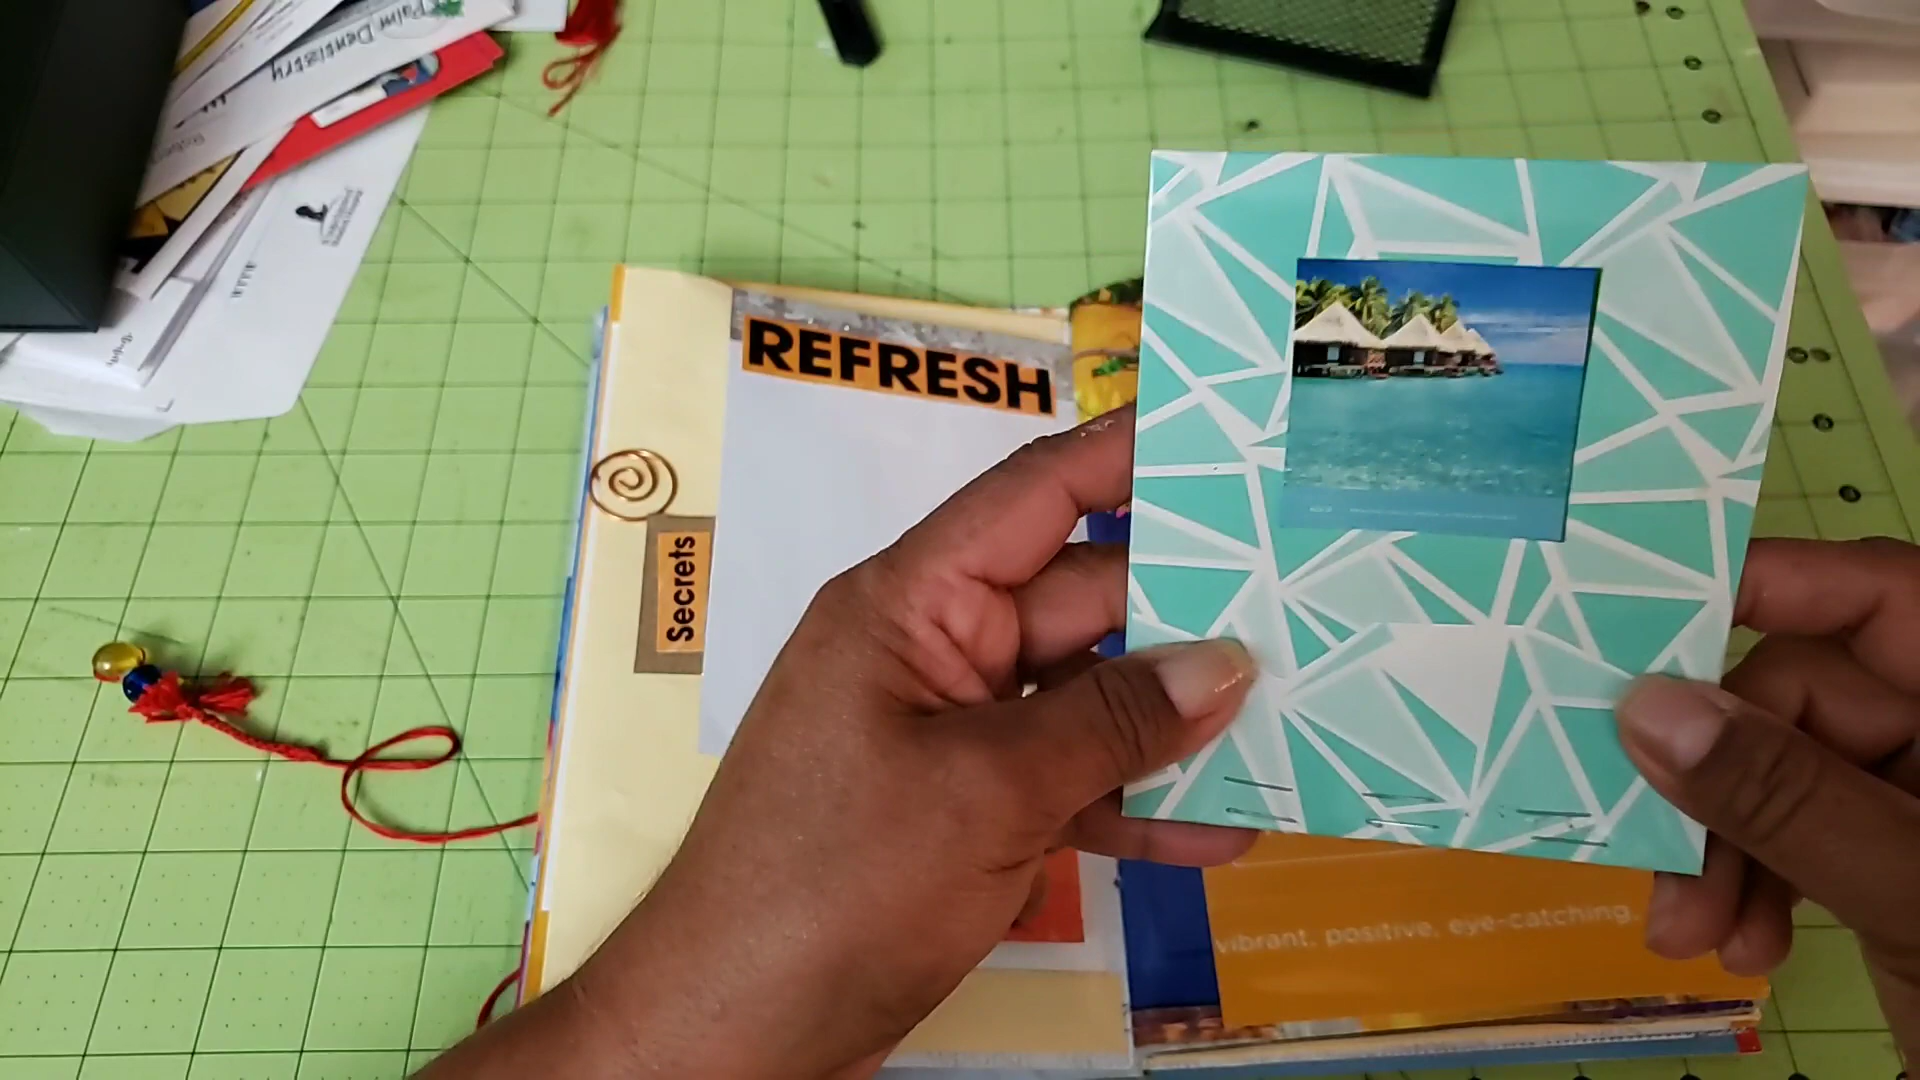 Palm Dentistry
REFRESH
Secrets
vibrant, positive, eye-catching,